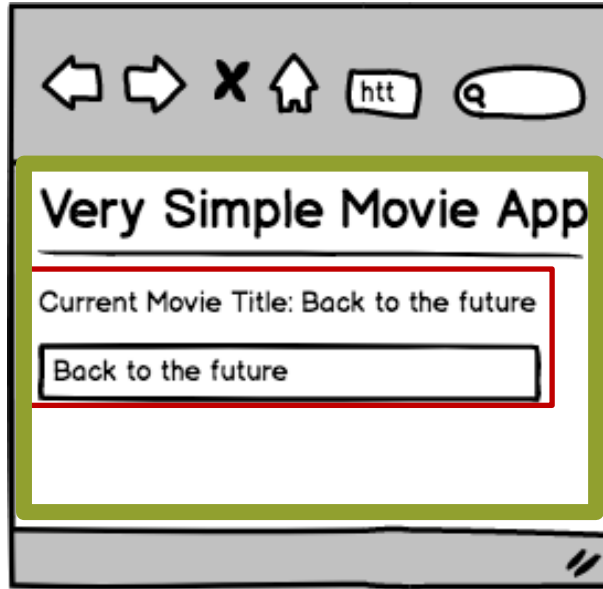 htt
Very Simple Movie App
Current Movie Title: Back to the future
Back to the future